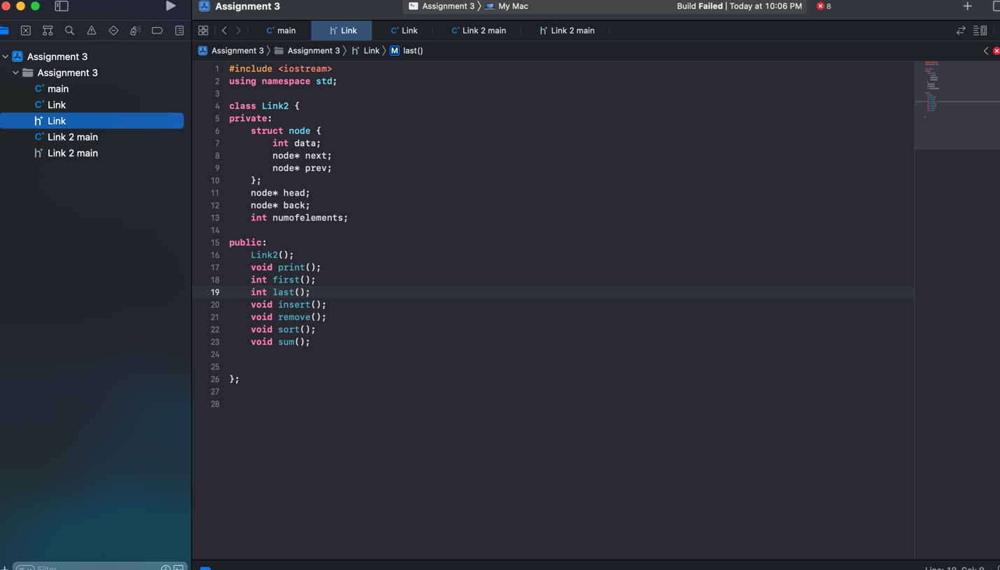 Assignment 3
Assignment 3 〉 My Mac
Build Failed | Today at 10:06 PM
8
main
Link
Link
Link 2 main
Link 2 main
Assignment 3 〉 Assignment 3 〉 Link 〉 M last()
Assignment 3
Assignment 3
main
Link
Link
Link 2 main
Link 2 main
1 #include <iostream>
2 using namespace std;
3
4 class Link2 {
5 private:
6 struct node {
7 int data;
8 node* next;
9 node* prev;
10 };
11 node* head;
12 node* back;
13 int numofelements;
14
15 public:
16 Link2();
17 void print();
18 int first();
19 int last();
20 void insert();
21 void remove();
22 void sort();
23 void sum();
24
25
26 };
27
28
Filter